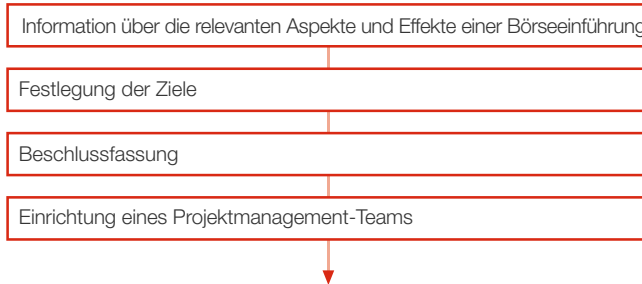 Information über die relevanten Aspekte und Effekte einer Börseeinführung
Festlegung der Ziele
Beschlussfassung
Einrichtung eines Projektmanagement-Teams